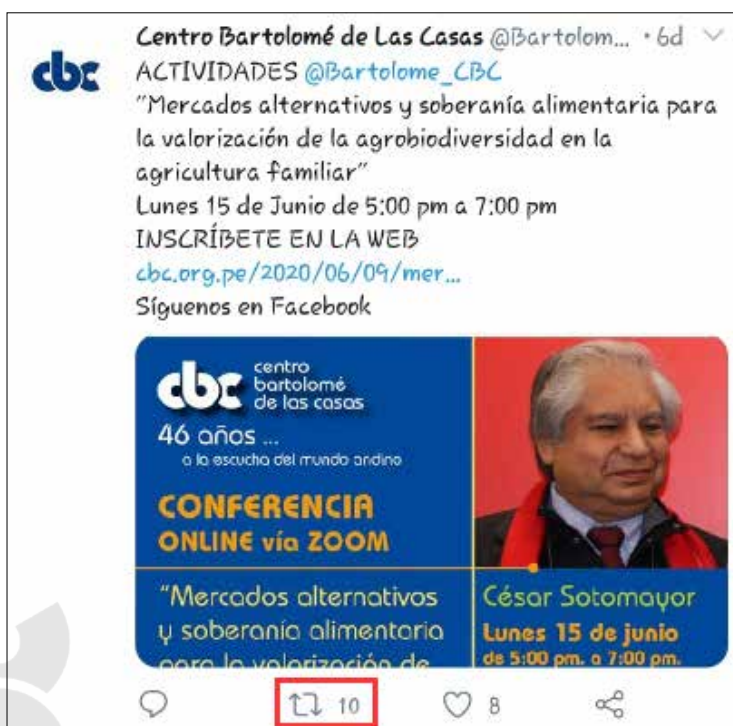 Centro Bartolomé de Las Casas @Bartolom... · 6d
ACTIVIDADES @Bartolome_CBC
"Mercados alternativos y soberanía alimentaria para
la valorización de la agrobiodiversidad en la
agricultura familiar"
Lunes 15 de Junio de 5:00 pm a 7:00 pm
INSCRÍBETE EN LA WEB
cbc.org.pe/2020/06/09/mer...
Síguenos en Facebook
cbc
cbc centro
bartolomé
de las casas
46 años ...
a la escucha del mundo andino
CONFERENCIA
ONLINE vía ZOOM
"Mercados alternativos
y soberanía alimentaria
para la valorización de
César Sotomayor
Lunes 15 de junio
de 5:00 pm. a 7:00 pm.
10
8